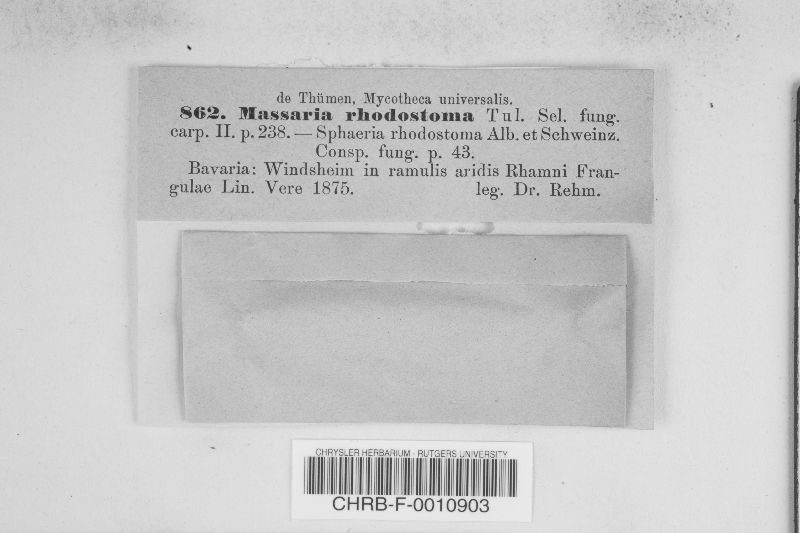 de Thümen, Mycotheca universalis.
862. Massaria rhodostoma Tul. Sel. fung.
carp. II. p. 238. — Sphaeria rhodostoma Alb. et Schweinz.
Consp. fung. p. 43.
Bavaria: Windsheim in ramulis aridis Rhamni Fran-
gulae Lin. Vere 1875. leg. Dr. Rehm.
CHRYSLER HERBARIUM - RUTGERS UNIVERSITY
CHRB-F-0010903